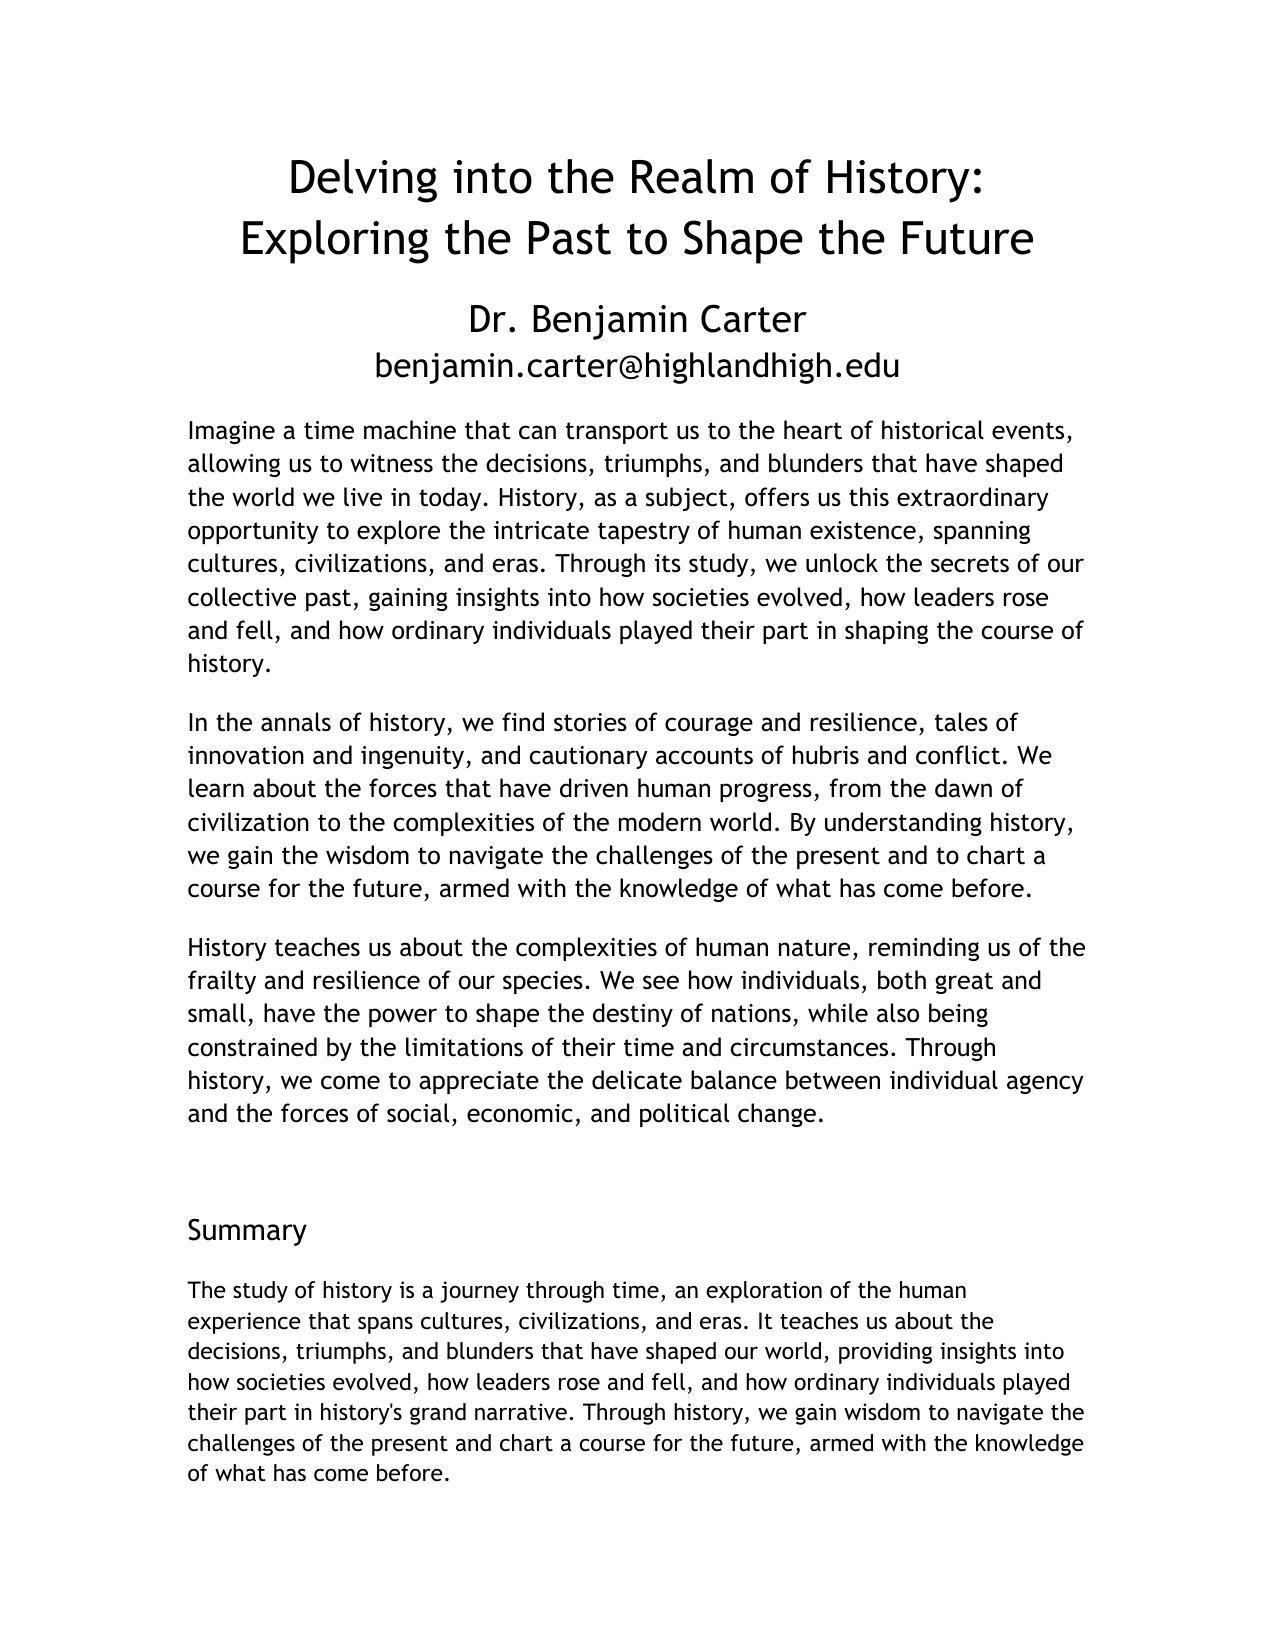 Delving into the Realm of History:
Exploring the Past to Shape the Future
Dr. Benjamin Carter
benjamin.carter@highlandhigh.edu
Imagine a time machine that can transport us to the heart of historical events,
allowing us to witness the decisions, triumphs, and blunders that have shaped
the world we live in today. History, as a subject, offers us this extraordinary
opportunity to explore the intricate tapestry of human existence, spanning
cultures, civilizations, and eras. Through its study, we unlock the secrets of our
collective past, gaining insights into how societies evolved, how leaders rose
and fell, and how ordinary individuals played their part in shaping the course of
history.
In the annals of history, we find stories of courage and resilience, tales of
innovation and ingenuity, and cautionary accounts of hubris and conflict. We
learn about the forces that have driven human progress, from the dawn of
civilization to the complexities of the modern world. By understanding history,
we gain the wisdom to navigate the challenges of the present and to chart a
course for the future, armed with the knowledge of what has come before.
History teaches us about the complexities of human nature, reminding us of the
frailty and resilience of our species. We see how individuals, both great and
small, have the power to shape the destiny of nations, while also being
constrained by the limitations of their time and circumstances. Through
history, we come to appreciate the delicate balance between individual agency
and the forces of social, economic, and political change.
Summary
The study of history is a journey through time, an exploration of the human
experience that spans cultures, civilizations, and eras. It teaches us about the
decisions, triumphs, and blunders that have shaped our world, providing insights into
how societies evolved, how leaders rose and fell, and how ordinary individuals played
their part in history's grand narrative. Through history, we gain wisdom to navigate the
challenges of the present and chart a course for the future, armed with the knowledge
of what has come before.